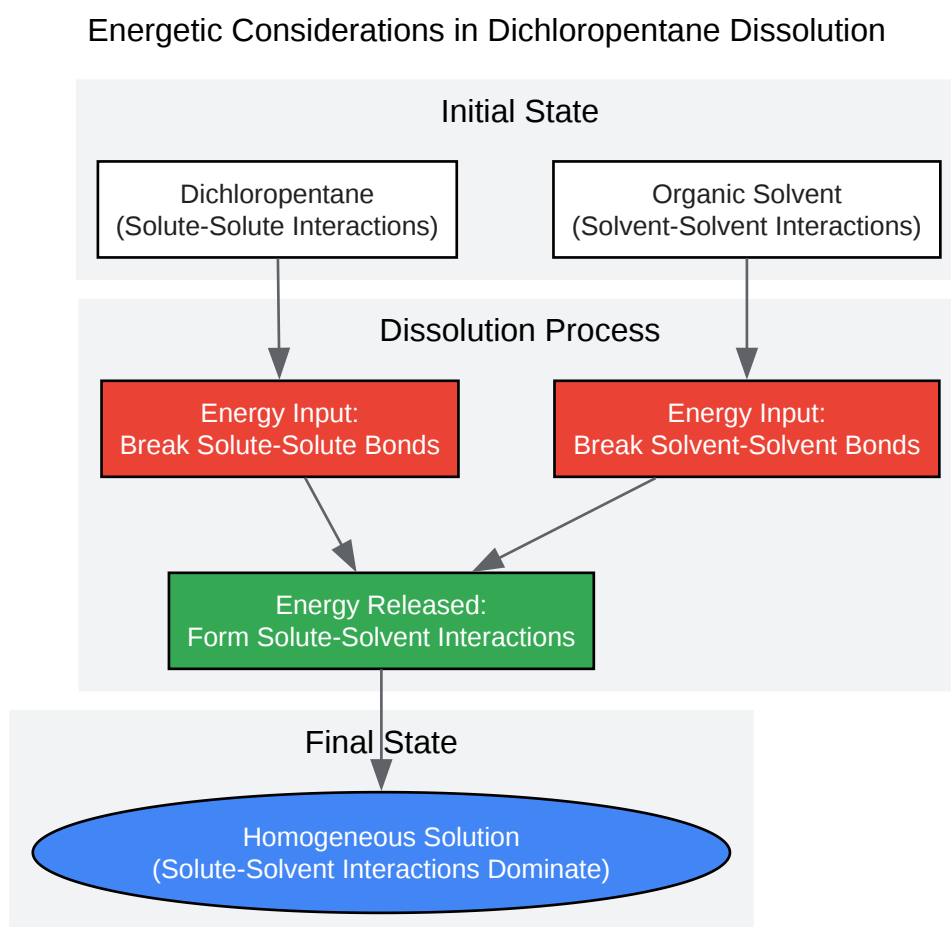 Energetic Considerations in Dichloropentane Dissolution
Initial State
Dichloropentane
(Solute-Solute Interactions)
Organic Solvent
(Solvent-Solvent Interactions)
Dissolution Process
Energy Input:
Break Solute-Solute Bonds
Energy Input:
Break Solvent-Solvent Bonds
Energy Released:
Form Solute-Solvent Interactions
Final State
Homogeneous Solution
(Solute-Solvent Interactions Dominate)